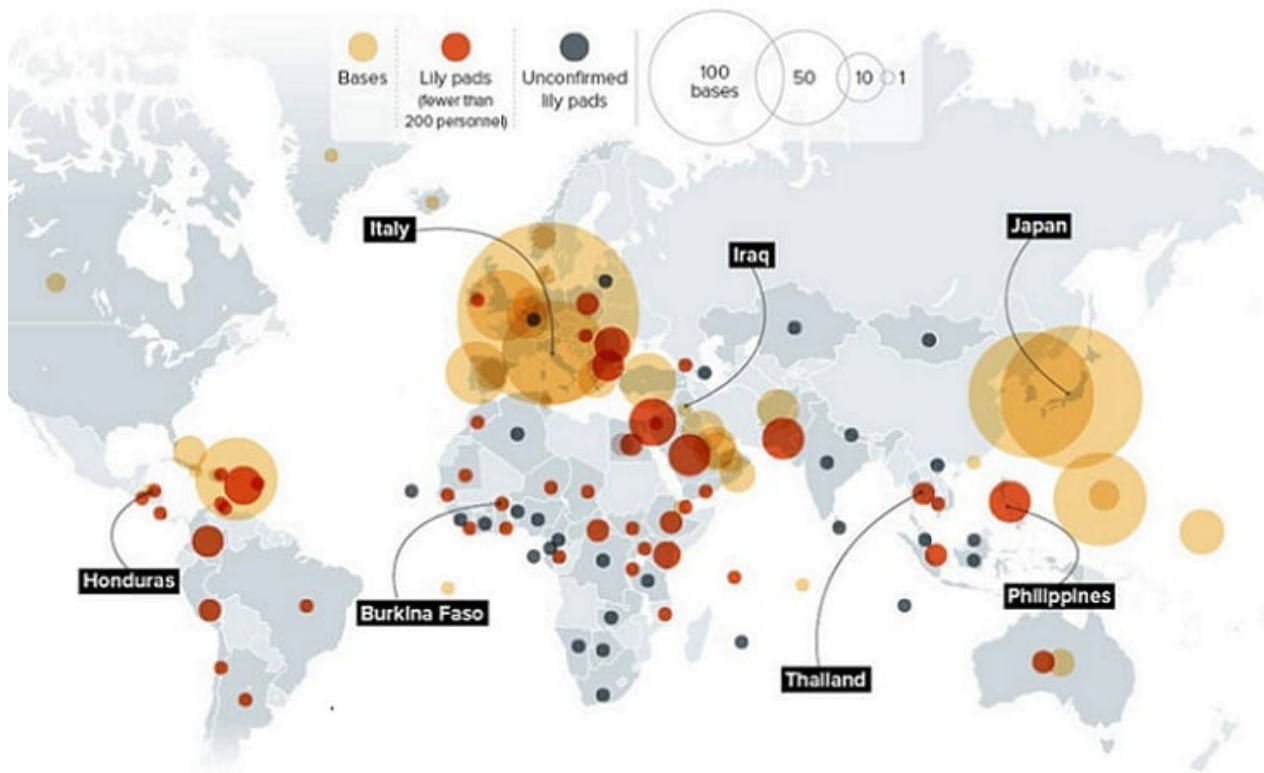 Bases
Lily pads
(fewer than
200 personnel)
Unconfirmed
lily pads
100
bases
50
10
1
Italy
Iraq
Japan
Honduras
Burkina Faso
Thailand
Philippines